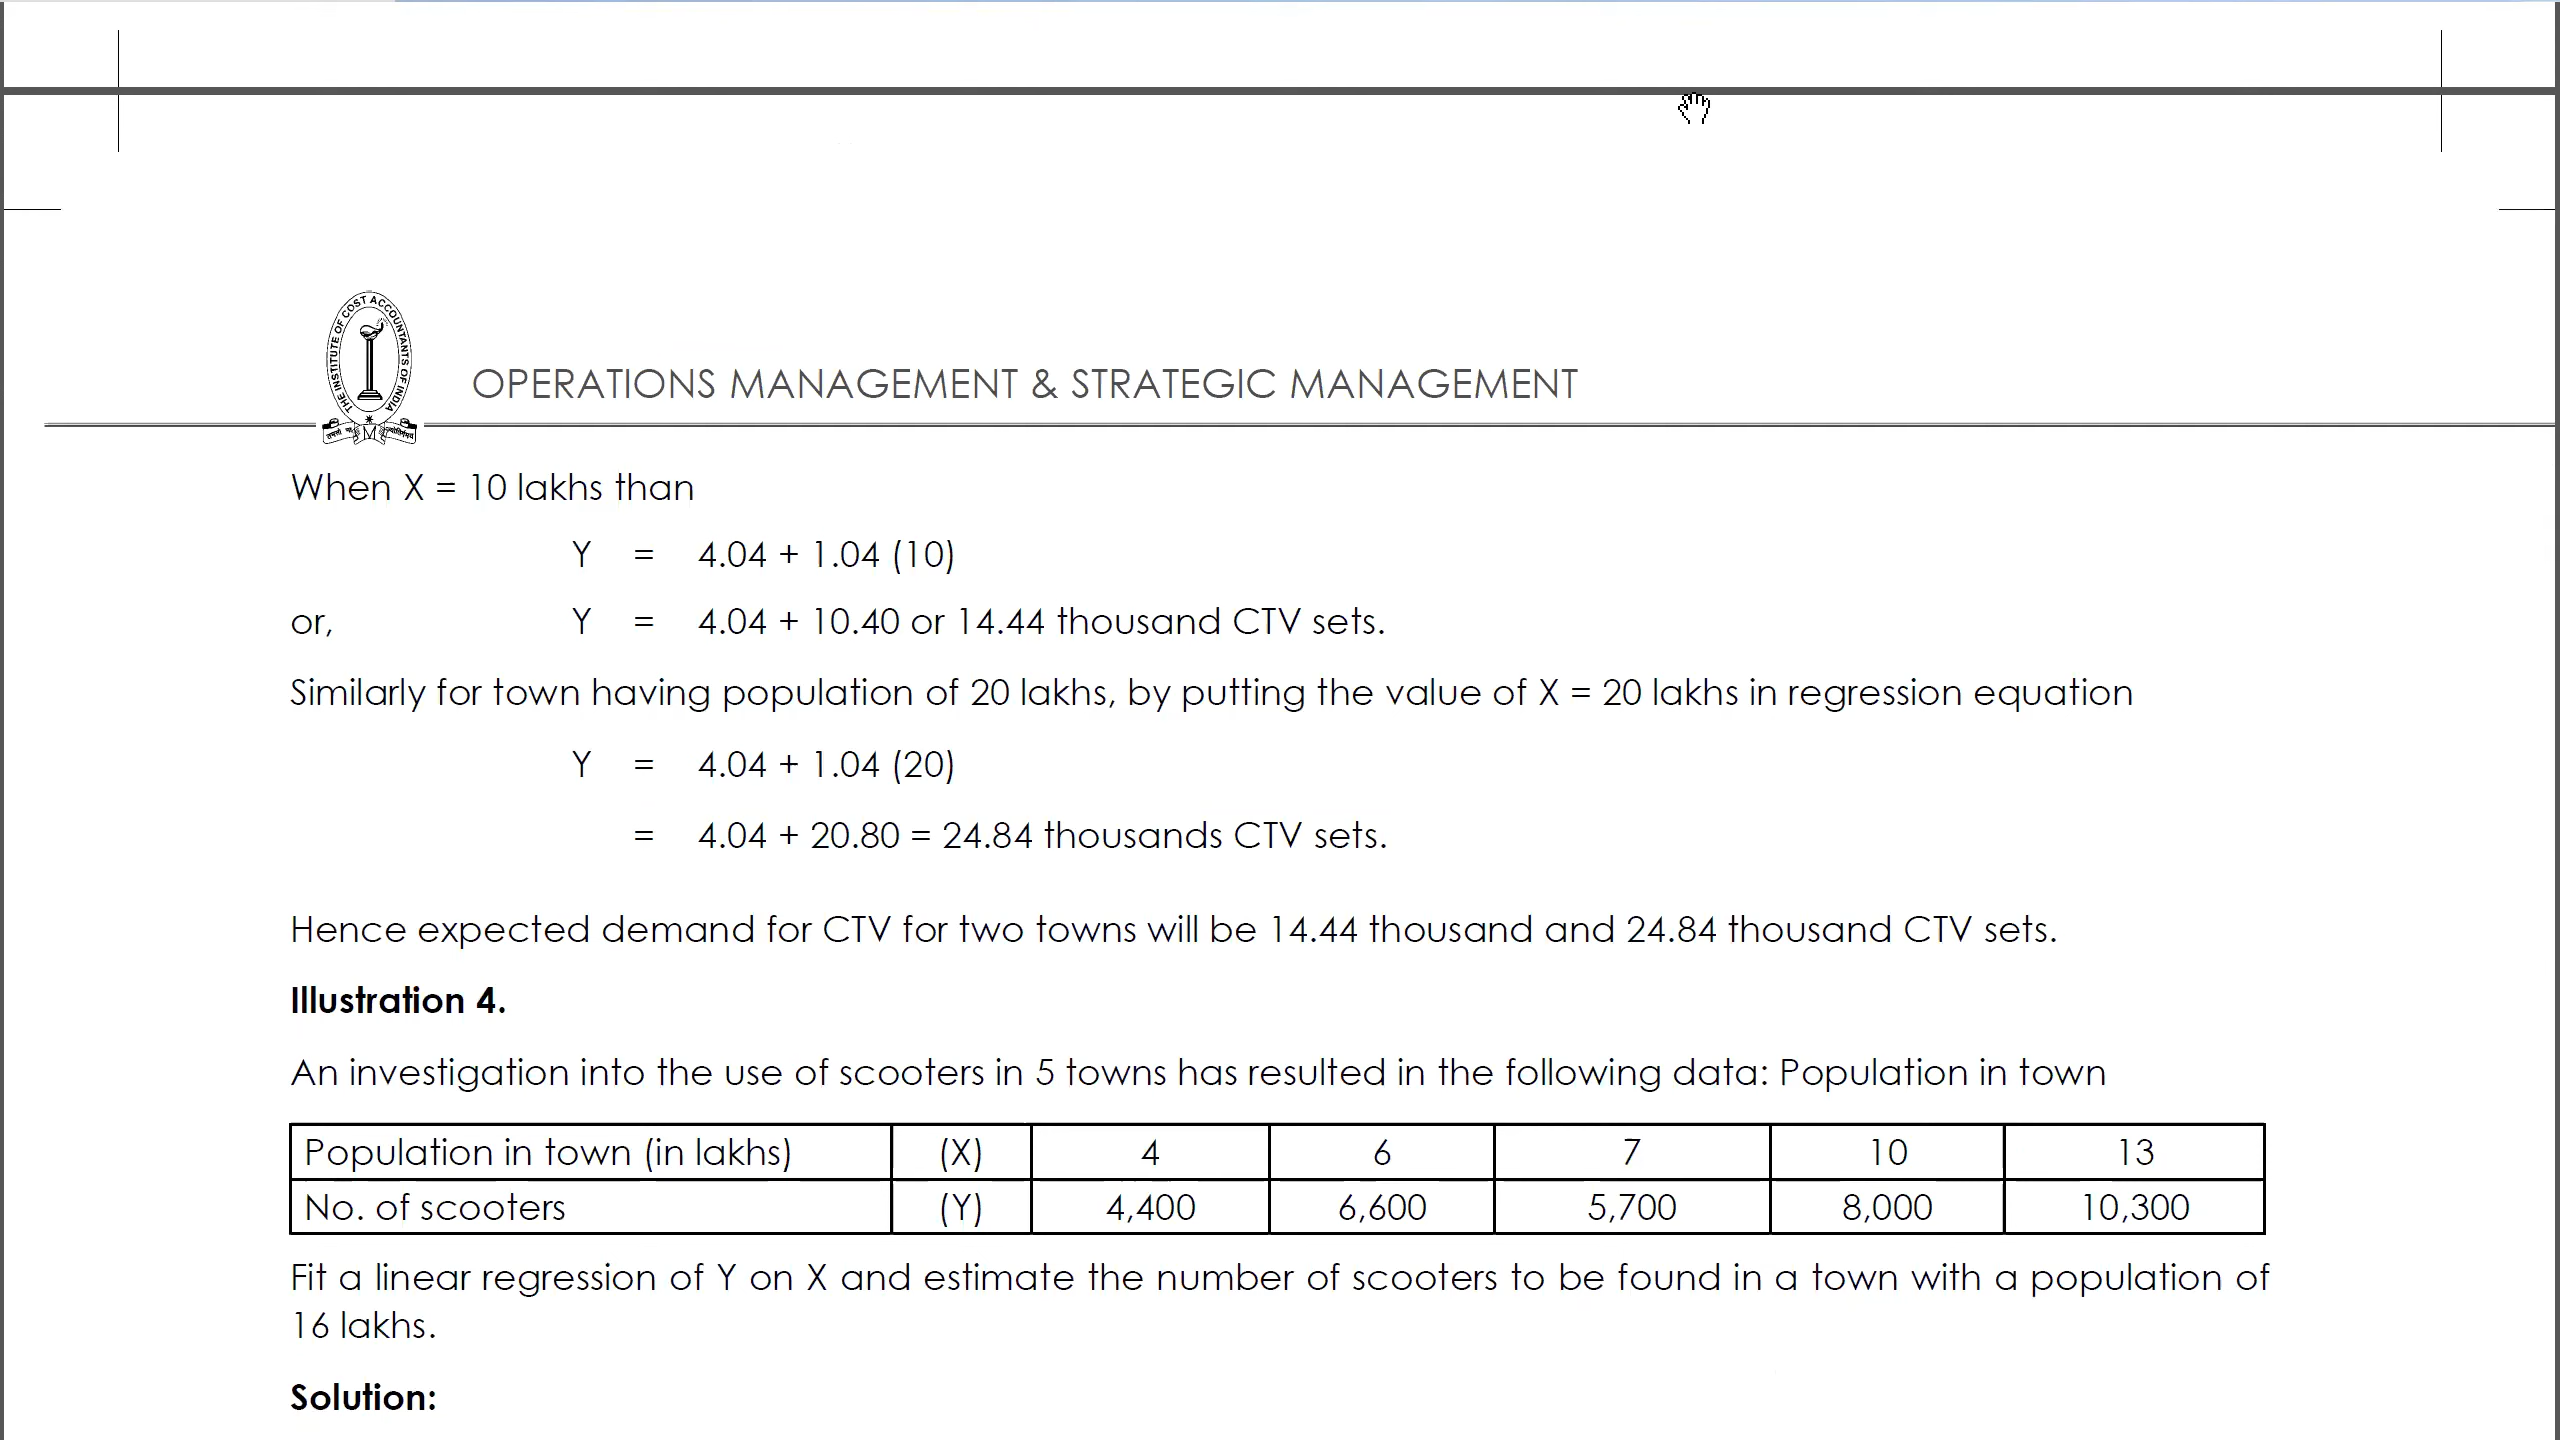 THE INSTITUTE OF COST ACCOUNTANTS OF INDIA
OPERATIONS MANAGEMENT & STRATEGIC MANAGEMENT
When X = 10 lakhs than
Y = 4.04 + 1.04 (10)
or, Y = 4.04 + 10.40 or 14.44 thousand CTV sets.
Similarly for town having population of 20 lakhs, by putting the value of X = 20 lakhs in regression equation
Y = 4.04 + 1.04 (20)
= 4.04 + 20.80 = 24.84 thousands CTV sets.
Hence expected demand for CTV for two towns will be 14.44 thousand and 24.84 thousand CTV sets.
Illustration 4.
An investigation into the use of scooters in 5 towns has resulted in the following data: Population in town
Population in town (in lakhs) (X) 4 6 7 10 13
No. of scooters (Y) 4,400 6,600 5,700 8,000 10,300
Fit a linear regression of Y on X and estimate the number of scooters to be found in a town with a population of
16 lakhs.
Solution: